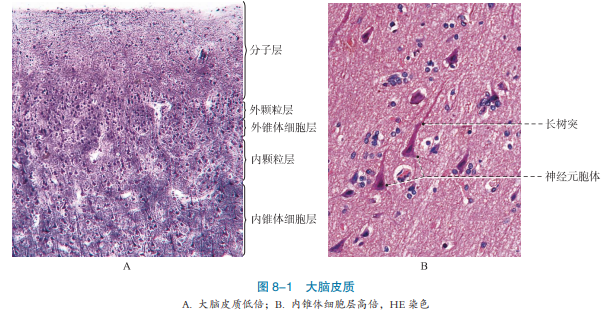 分子层
外颗粒层
外锥体细胞层
内颗粒层
内锥体细胞层
长树突
神经元胞体
A
B
图 8-1 大脑皮质
A. 大脑皮质低倍；B. 内锥体细胞层高倍，HE 染色